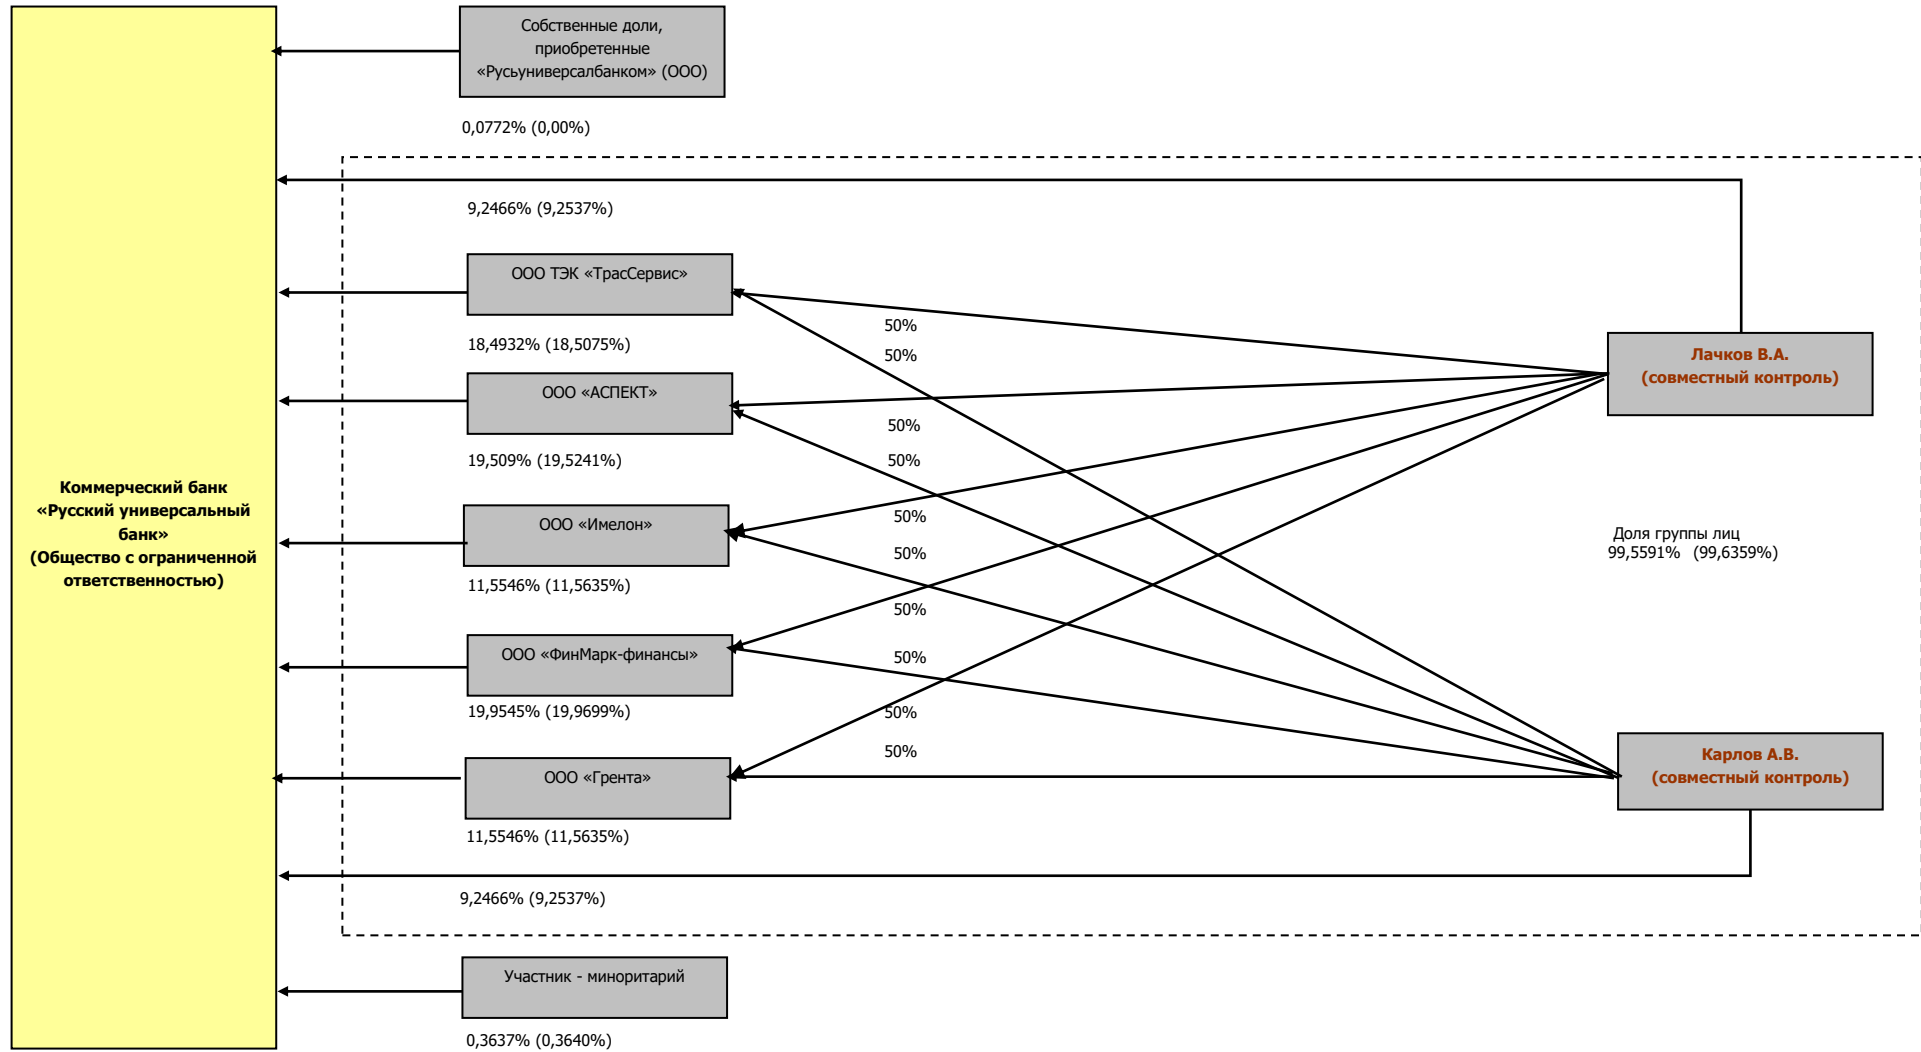 Собственные доли,
приобретенные
«Русьуниверсалбанком» (ООО)
0,0772% (0,00%)
9,2466% (9,2537%)
ООО ТЭК «ТрасСервис»
18,4932% (18,5075%)
ООО «АСПЕКТ»
19,509% (19,5241%)
Коммерческий банк
«Русский универсальный
банк»
(Общество с ограниченной
ответственностью)
ООО «Имелон»
11,5546% (11,5635%)
ООО «ФинМарк-финансы»
19,9545% (19,9699%)
ООО «Грента»
11,5546% (11,5635%)
9,2466% (9,2537%)
Участник - миноритарий
0,3637% (0,3640%)
50%
50%
50%
50%
50%
50%
50%
50%
50%
50%
Лачков В.А.
(совместный контроль)
Доля группы лиц
99,5591% (99,6359%)
Карлов А.В.
(совместный контроль)